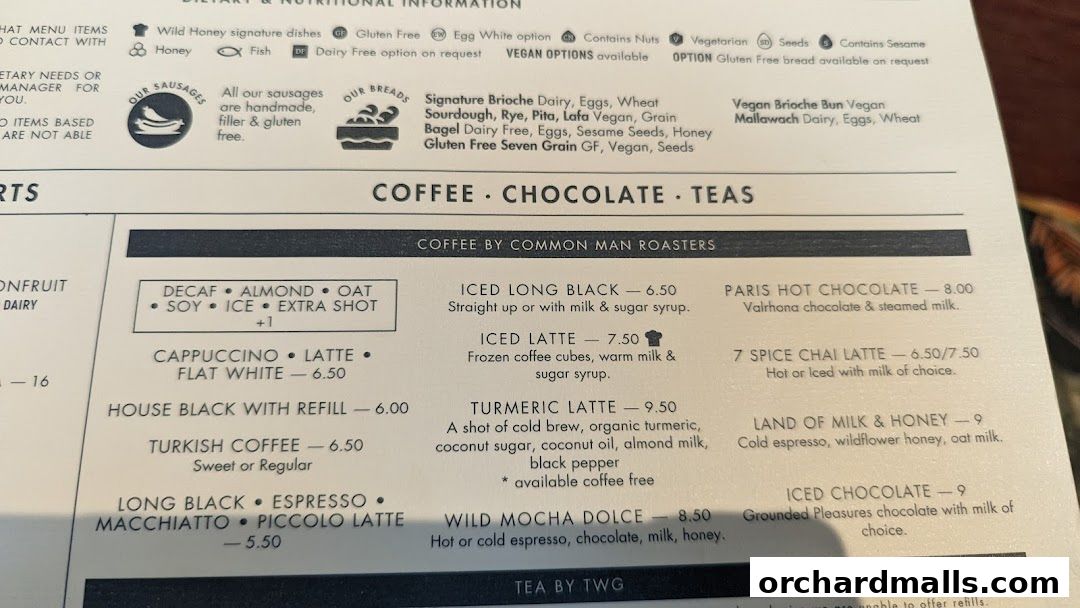 DIETARY & NUTRITIONAL INFORMATION
HAT MENU ITEMS
CONTACT WITH
ETARY NEEDS OR
MANAGER FOR
YOU.
ITEMS BASED
ARE NOT ABLE
Wild Honey signature dishes GF Gluten Free EW Egg White option CN Contains Nuts V Vegetarian SD Seeds S Contains Sesame
Honey Fish DF Dairy Free option on request VEGAN OPTIONS available OPTION Gluten Free bread available on request
OUR SAUSAGES
All our sausages
are handmade,
filler & gluten
free.
OUR BREADS
Signature Brioche Dairy, Eggs, Wheat
Sourdough, Rye, Pita, Lafa Vegan, Grain
Bagel Dairy Free, Eggs, Sesame Seeds, Honey
Gluten Free Seven Grain GF, Vegan, Seeds
Vegan Brioche Bun Vegan
Mallawach Dairy, Eggs, Wheat
RTS
COFFEE · CHOCOLATE · TEAS
ONFRUIT
DAIRY
— 16
COFFEE BY COMMON MAN ROASTERS
DECAF • ALMOND • OAT
• SOY • ICE • EXTRA SHOT
+1
CAPPUCCINO • LATTE •
FLAT WHITE — 6.50
HOUSE BLACK WITH REFILL — 6.00
TURKISH COFFEE — 6.50
Sweet or Regular
LONG BLACK • ESPRESSO •
MACCHIATTO • PICCOLO LATTE
— 5.50
ICED LONG BLACK — 6.50
Straight up or with milk & sugar syrup.
ICED LATTE — 7.50
Frozen coffee cubes, warm milk &
sugar syrup.
TURMERIC LATTE — 9.50
A shot of cold brew, organic turmeric,
coconut sugar, coconut oil, almond milk,
black pepper
* available coffee free
WILD MOCHA DOLCE — 8.50
Hot or cold espresso, chocolate, milk, honey.
PARIS HOT CHOCOLATE — 8.00
Valrhona chocolate & steamed milk.
7 SPICE CHAI LATTE — 6.50/7.50
Hot or Iced with milk of choice.
LAND OF MILK & HONEY — 9
Cold espresso, wildflower honey, oat milk.
ICED CHOCOLATE — 9
Grounded Pleasures chocolate with milk of
choice.
TEA BY TWG
to offer refills.
orchardmalls.com